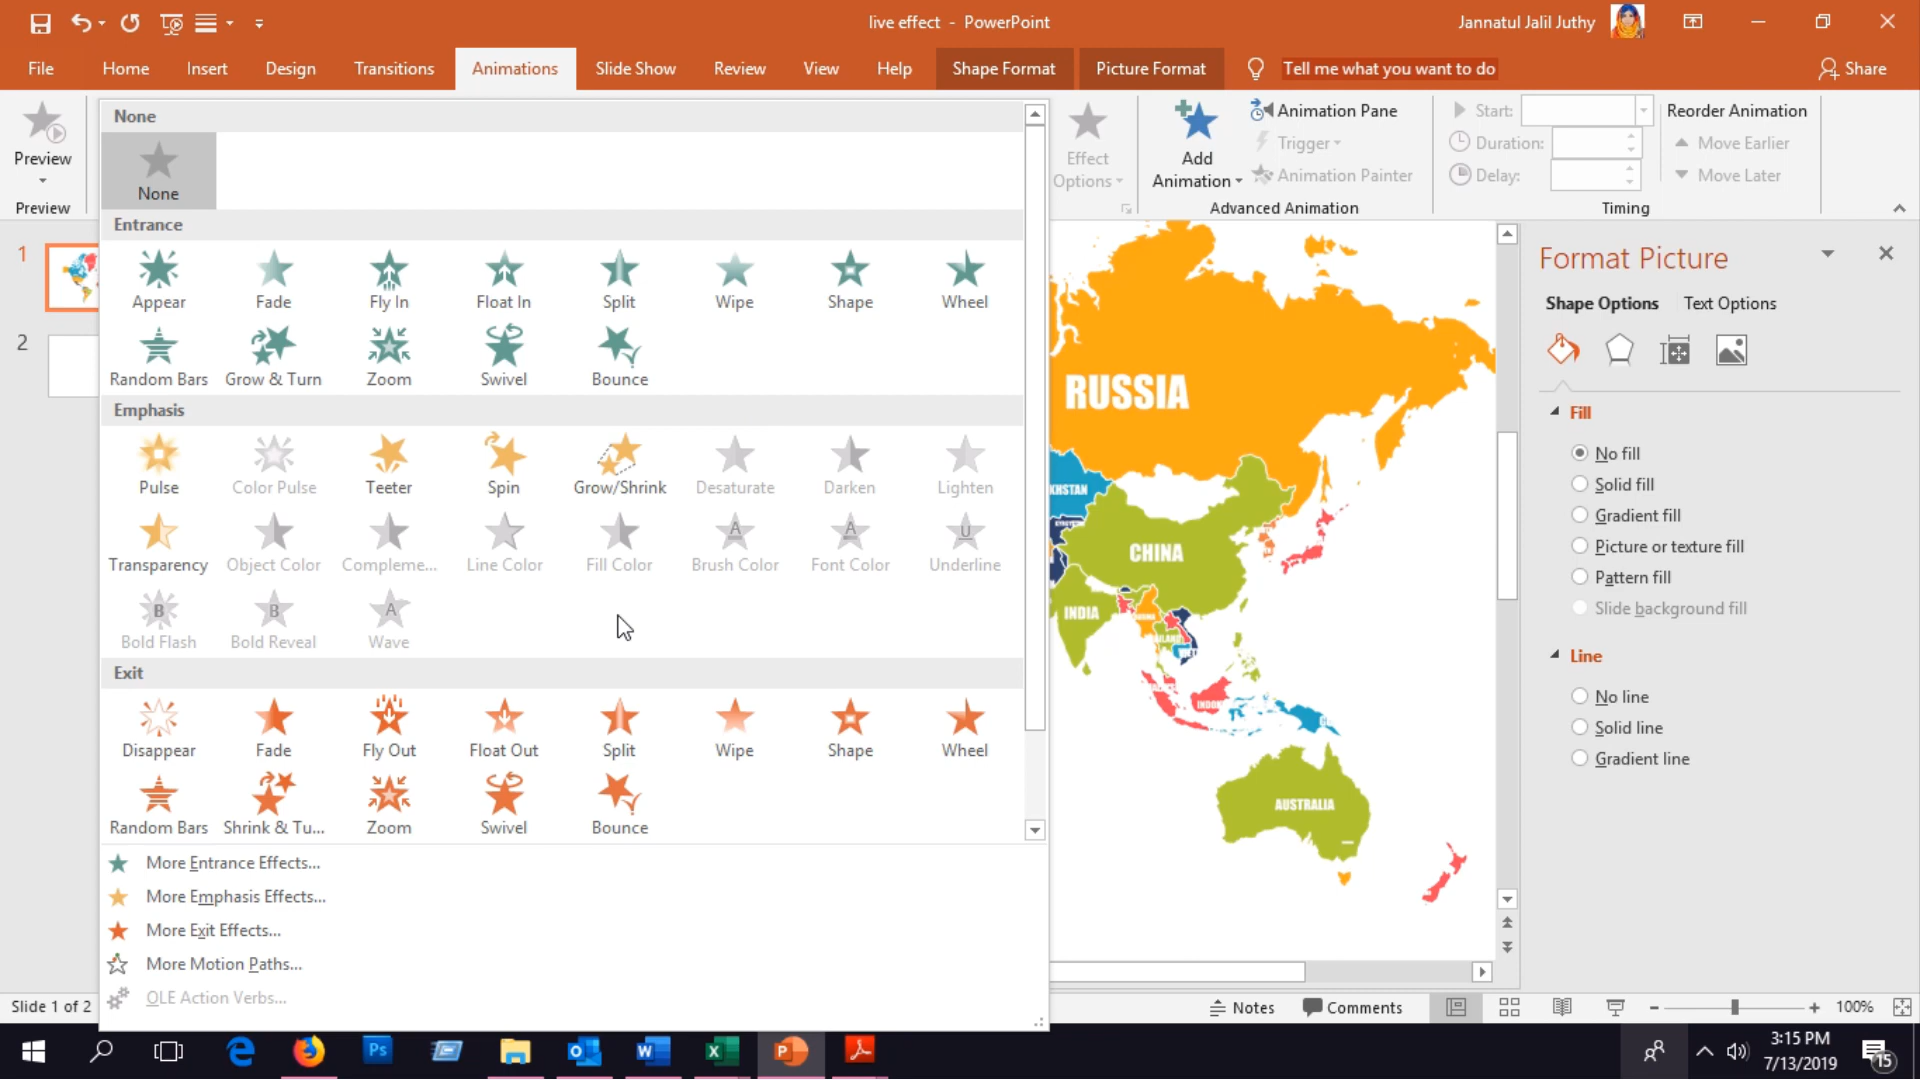 live effect - PowerPoint
Jannatul Jalil Juthy
File Home Insert Design Transitions Animations Slide Show Review View Help Shape Format Picture Format Tell me what you want to do Share
Preview
Preview
None
None
Entrance
Appear Fade Fly In Float In Split Wipe Shape Wheel
Random Bars Grow & Turn Zoom Swivel Bounce
Emphasis
Pulse Color Pulse Teeter Spin Grow/Shrink Desaturate Darken Lighten
Transparency Object Color Compleme... Line Color Fill Color Brush Color Font Color Underline
Bold Flash Bold Reveal Wave
Exit
Disappear Fade Fly Out Float Out Split Wipe Shape Wheel
Random Bars Shrink & Tu... Zoom Swivel Bounce
More Entrance Effects...
More Emphasis Effects...
More Exit Effects...
More Motion Paths...
OLE Action Verbs...
Effect
Options
Add
Animation
Animation Pane
Trigger
Animation Painter
Advanced Animation
Start:
Duration:
Delay:
Reorder Animation
Move Earlier
Move Later
Timing
1
2
RUSSIA
KHSTAN
CHINA
INDIA
AUSTRALIA
Format Picture
Shape Options Text Options
Fill
No fill
Solid fill
Gradient fill
Picture or texture fill
Pattern fill
Slide background fill
Line
No line
Solid line
Gradient line
Slide 1 of 2
Notes Comments 100%
3:15 PM
7/13/2019
15